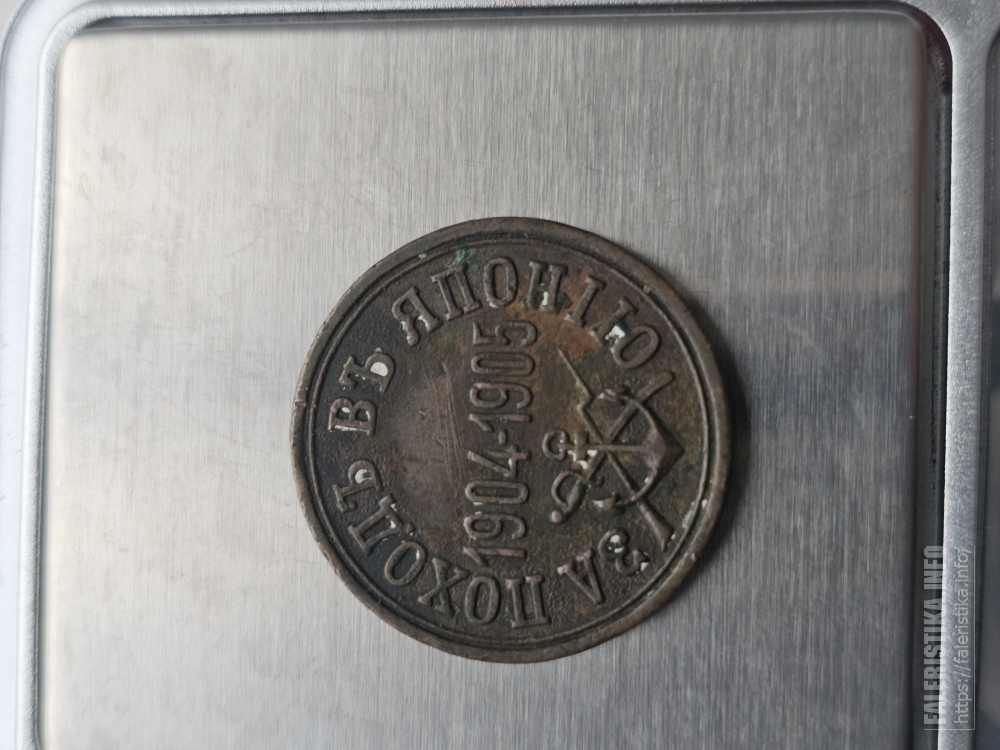 ЗА ПОХОДЪ ВЪ ЯПОНІЮ
1904-1905
FALERISTIKA.INFO
https://faleristika.info/